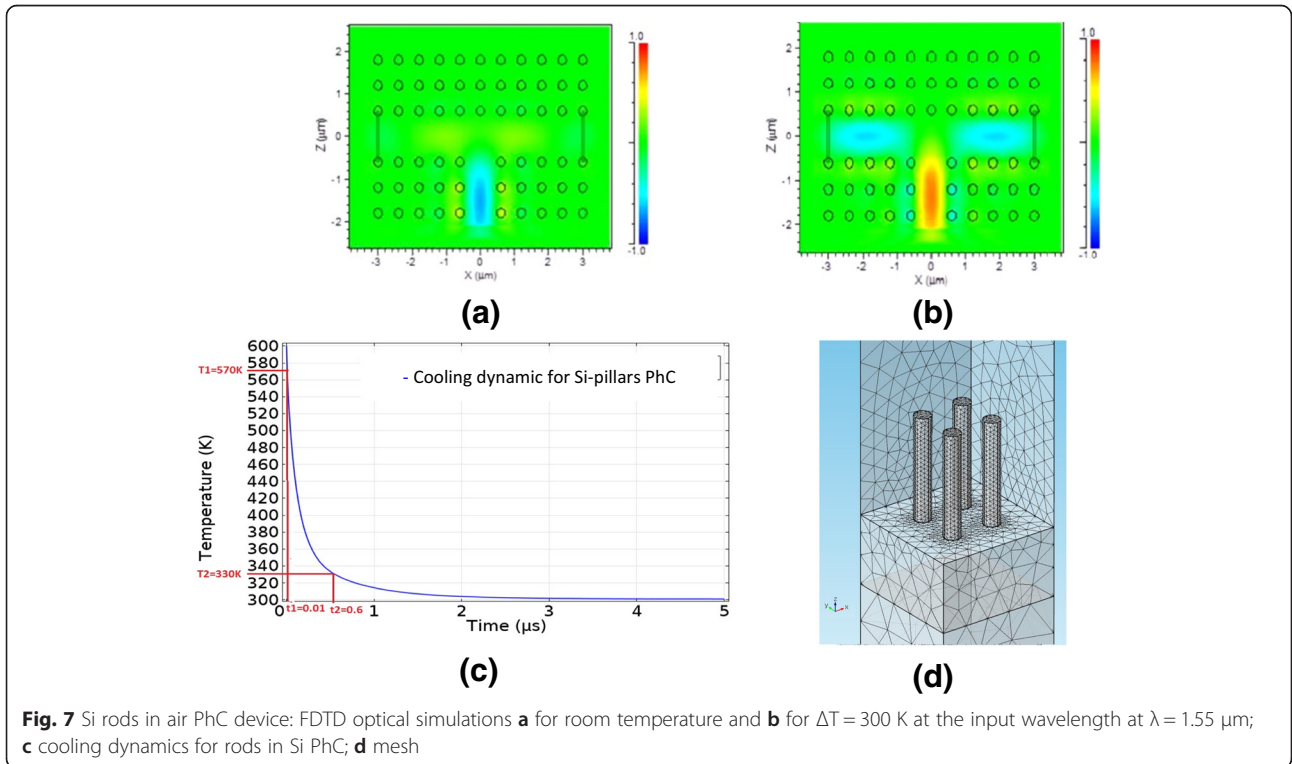 1.0
2
1
0
-1
-2
Z (μm)
-1.0
-3 -2 -1 0 1 2 3
X (μm)
(a)
1.0
2
1
0
-1
-2
Z (μm)
-1.0
-3 -2 -1 0 1 2 3
X (μm)
(b)
600
580
T1=570K
560
540
520
500
480
460
440
420
400
380
360
340
T2=330K
320
300
Temperature (K)
- Cooling dynamic for Si-pillars PhC
t1=0.01 t2=0.6
0 1 2 3 4 5
Time (μs)
(c)
z
y x
(d)
Fig. 7 Si rods in air PhC device: FDTD optical simulations a for room temperature and b for ΔT = 300 K at the input wavelength at λ = 1.55 μm;
c cooling dynamics for rods in Si PhC; d mesh